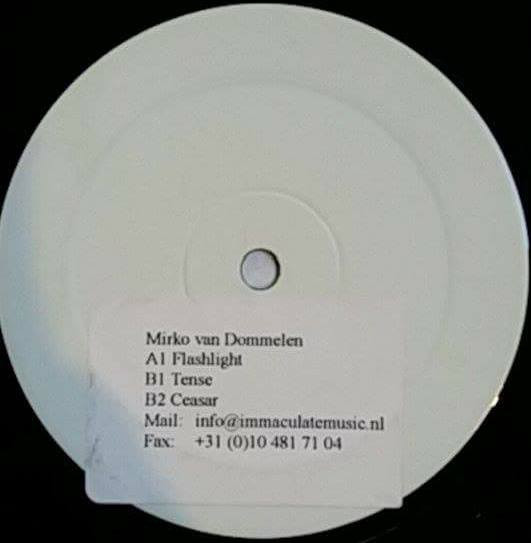 Mirko van Dommelen
A1 Flashlight
B1 Tense
B2 Ceasar
Mail: info@immaculatemusic.nl
Fax: +31 (0)10 481 71 04